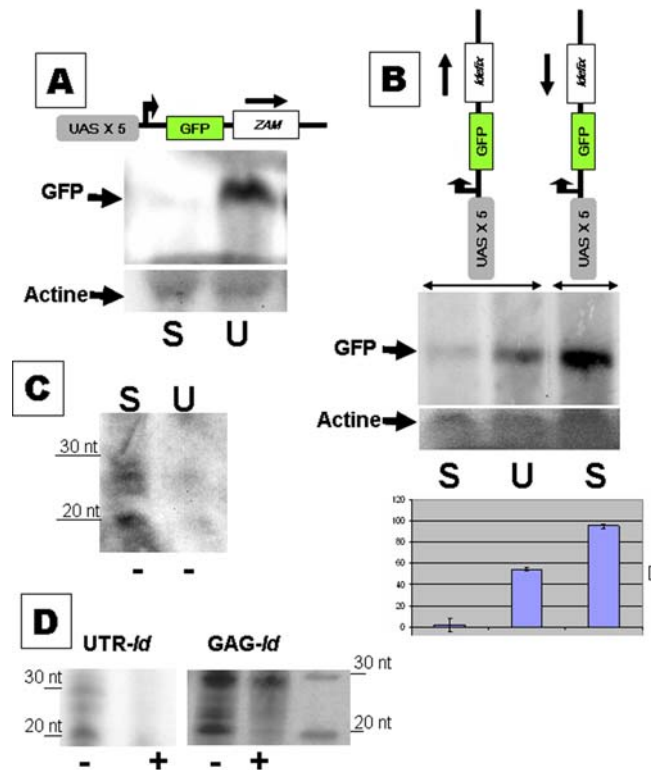 A
UAS X 5
GFP
ZAM
GFP
Actine
S U
B
Idefix
Idefix
GFP
GFP
UAS X 5
UAS X 5
GFP
Actine
S U S
120
100
80
60
40
20
0
C
S U
30 nt
20 nt
- -
D
UTR-Id GAG-Id
30 nt
20 nt
30 nt
20 nt
- + - +